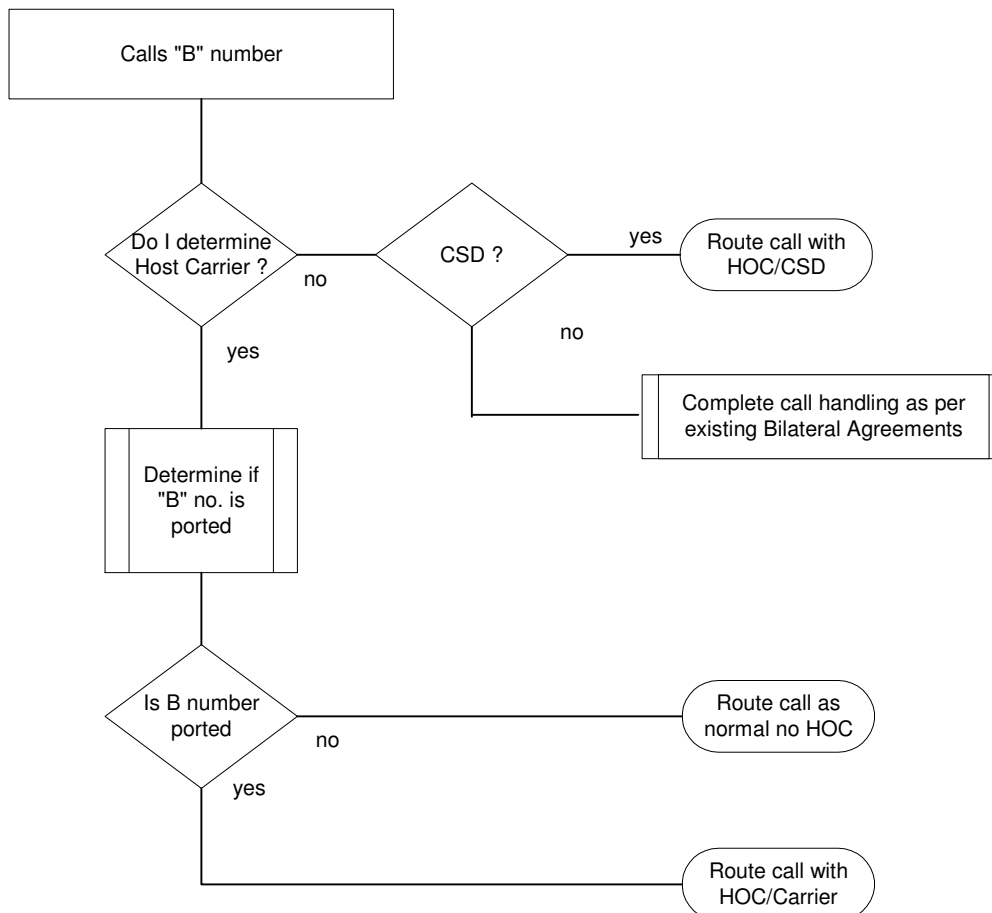 Calls "B" number
Do I determine
Host Carrier ?
no
CSD ?
yes
Route call with
HOC/CSD
no
Complete call handling as per
existing Bilateral Agreements
yes
Determine if
"B" no. is
ported
Is B number
ported
no
Route call as
normal no HOC
yes
Route call with
HOC/Carrier